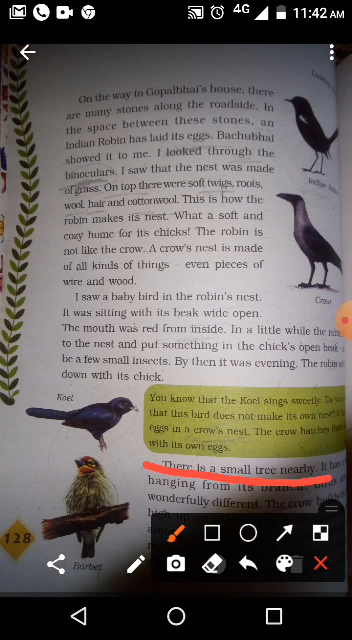 4G 11:42 AM
On the way to Gopalbhai's house, there
are many stones along the roadside. In
the space between these stones, an
Indian Robin has laid its eggs. Bachubhai
showed it to me. I looked through the
binoculars. I saw that the nest was made
of grass. On top there were soft twigs, roots,
wool, hair and cottonwool. This is how the
robin makes its nest. What a soft and
cozy home for its chicks! The robin is
not like the crow. A crow's nest is made
of all kinds of things – even pieces of
wire and wood.
Indian
Crow
I saw a baby bird in the robin's nest.
It was sitting with its beak wide open.
The mouth was red from inside. In a little while the
to the nest and put something in the chick's open beak
be a few small insects. By then it was evening. The robin
down with its chick.
Koel
You know that the Koel sings sweetly. Do
that this bird does not make its own nest?
eggs in a crow's nest. The crow hatches
with its own eggs.
There is a small tree nearby. It has
hanging from its branch.
wonderfully different. The crow
high up
128
Barbet